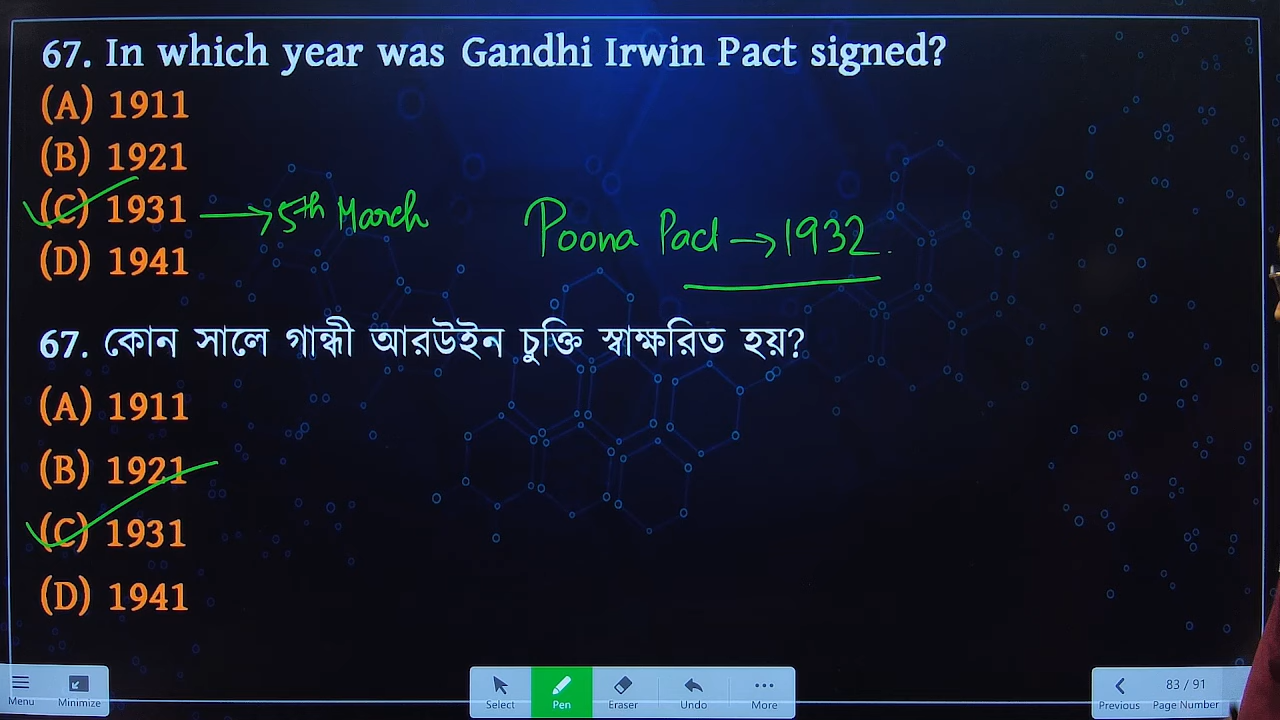 67. In which year was Gandhi Irwin Pact signed?
(A) 1911
(B) 1921
(C) 1931 → 5th March
Poona Pact → 1932.
(D) 1941
67. কোন সালে গান্ধী আরউইন চুক্তি স্বাক্ষরিত হয়?
(A) 1911
(B) 1921
(C) 1931
(D) 1941
Menu
Minimize
Select
Pen
Eraser
Undo
More
Previous
83 / 91
Page Number